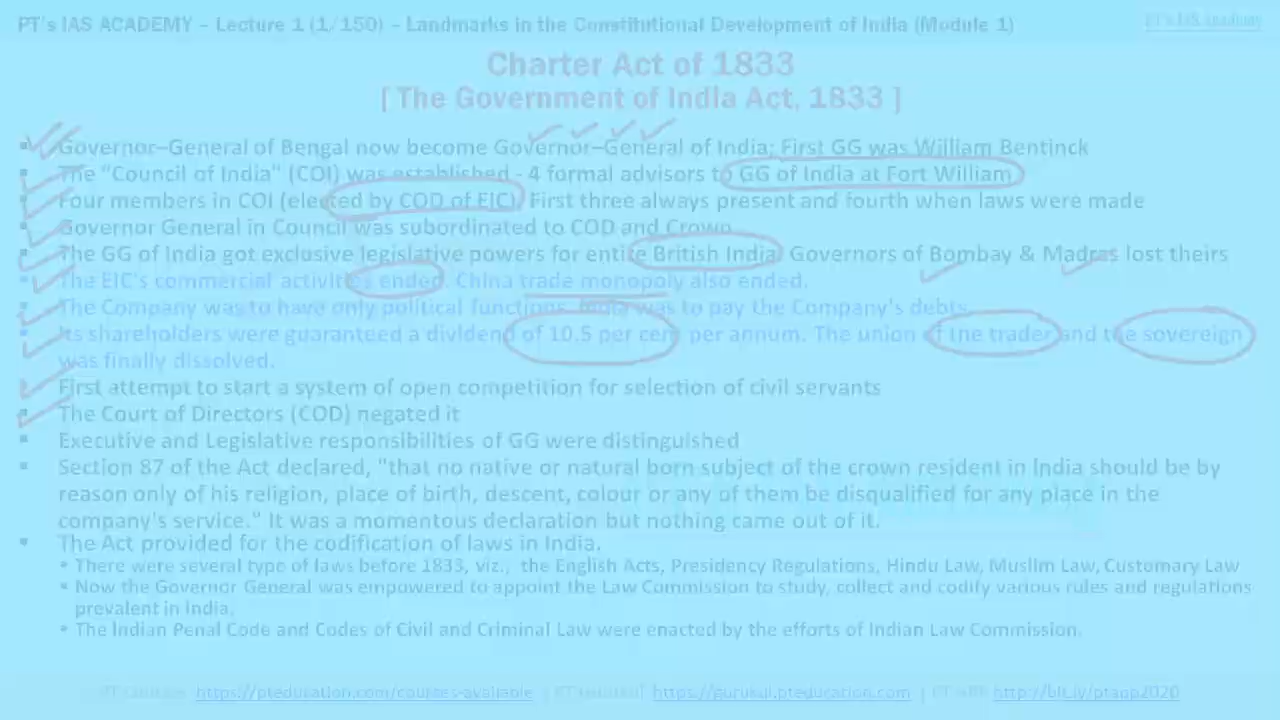 PT's IAS ACADEMY – Lecture 1 (1/150) – Landmarks in the Constitutional Development of India (Module 1)
PT's IAS Academy
Charter Act of 1833
[ The Government of India Act, 1833 ]
▪ Governor–General of Bengal now become Governor–General of India; First GG was William Bentinck
▪ The "Council of India" (COI) was established - 4 formal advisors to GG of India at Fort William
▪ Four members in COI (elected by COD of EIC). First three always present and fourth when laws were made
▪ Governor General in Council was subordinated to COD and Crown
▪ The GG of India got exclusive legislative powers for entire British India. Governors of Bombay & Madras lost theirs
▪ The EIC's commercial activities ended. China trade monopoly also ended.
▪ The Company was to have only political functions. India was to pay the Company's debts.
▪ Its shareholders were guaranteed a dividend of 10.5 per cent per annum. The union of the trader and the sovereign
was finally dissolved.
▪ First attempt to start a system of open competition for selection of civil servants
▪ The Court of Directors (COD) negated it
▪ Executive and Legislative responsibilities of GG were distinguished
▪ Section 87 of the Act declared, "that no native or natural born subject of the crown resident in India should be by
reason only of his religion, place of birth, descent, colour or any of them be disqualified for any place in the
company's service." It was a momentous declaration but nothing came out of it.
• The Act provided for the codification of laws in India.
• There were several type of laws before 1833, viz., the English Acts, Presidency Regulations, Hindu Law, Muslim Law, Customary Law
• Now the Governor General was empowered to appoint the Law Commission to study, collect and codify various rules and regulations
prevalent in India.
• The Indian Penal Code and Codes of Civil and Criminal Law were enacted by the efforts of Indian Law Commission.
https://pteducation.com/courses-available | PT Gurukul https://gurukul.pteducation.com | PT APP http://bit.ly/ptapp2020